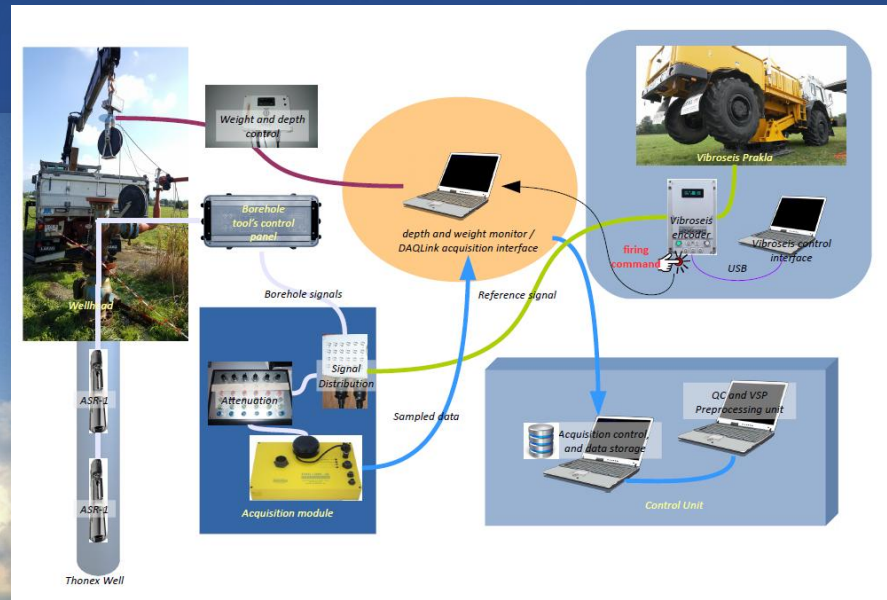 Weight and depth
control
Vibroseis Prakla
Borehole
tool's control
panel
depth and weight monitor /
DAQLink acquisition interface
Vibroseis
encoder
Vibroseis control
interface
firing
command
USB
Wellhead
Borehole signals
Reference signal
ASR-1
Signal
Distribution
Attenuation
Sampled data
QC and VSP
Preprocessing unit
Acquisition control,
and data storage
ASR-1
Acquisition module
Control Unit
Thonex Well